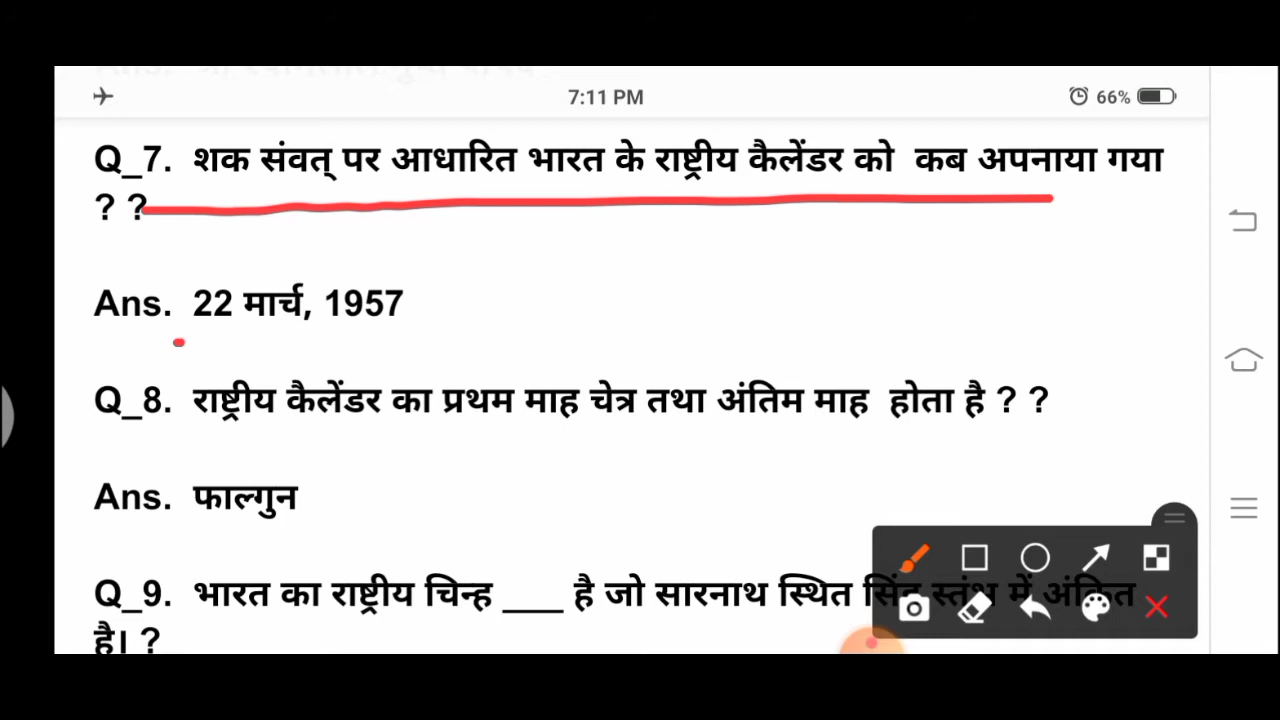 7:11 PM
66%
Q_7. शक संवत् पर आधारित भारत के राष्ट्रीय कैलेंडर को कब अपनाया गया
? ?
Ans. 22 मार्च, 1957
Q_8. राष्ट्रीय कैलेंडर का प्रथम माह चेत्र तथा अंतिम माह होता है ? ?
Ans. फाल्गुन
Q_9. भारत का राष्ट्रीय चिन्ह ___ है जो सारनाथ स्थित सिंह स्तंभ में अंकित
है। ?